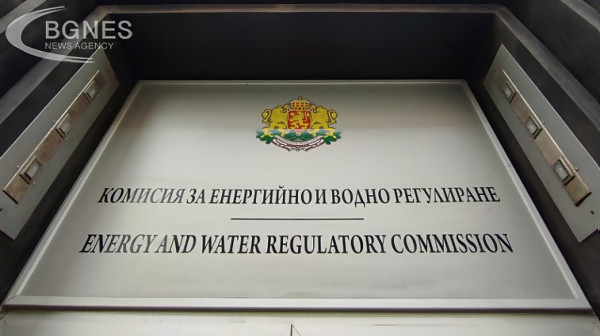 BGNES
NEWS AGENCY
КОМИСИЯ ЗА ЕНЕРГИЙНО И ВОДНО РЕГУЛИРАНЕ
ENERGY AND WATER REGULATORY COMMISSION